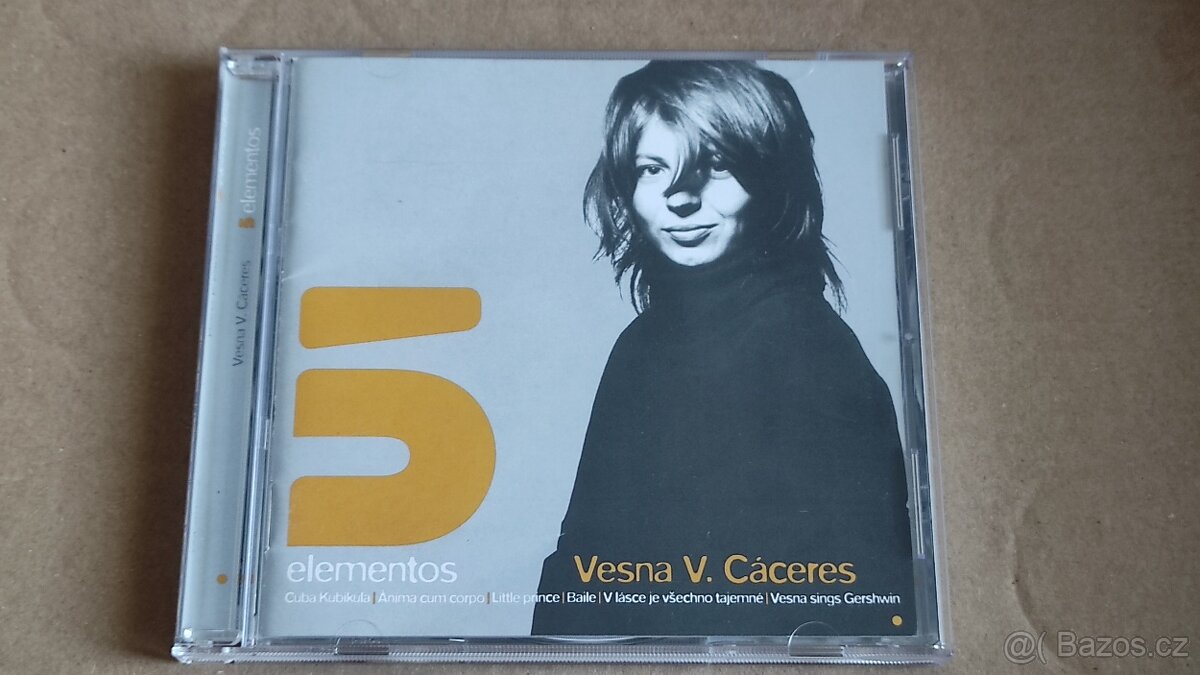 Vesna V. Cáceres 5 elementos
5
elementos
Vesna V. Cáceres
Cuba Kubikula|Ánima cum corpo|Little prince|Baile|V lásce je všechno tajemné|Vesna sings Gershwin
@( Bazos.cz